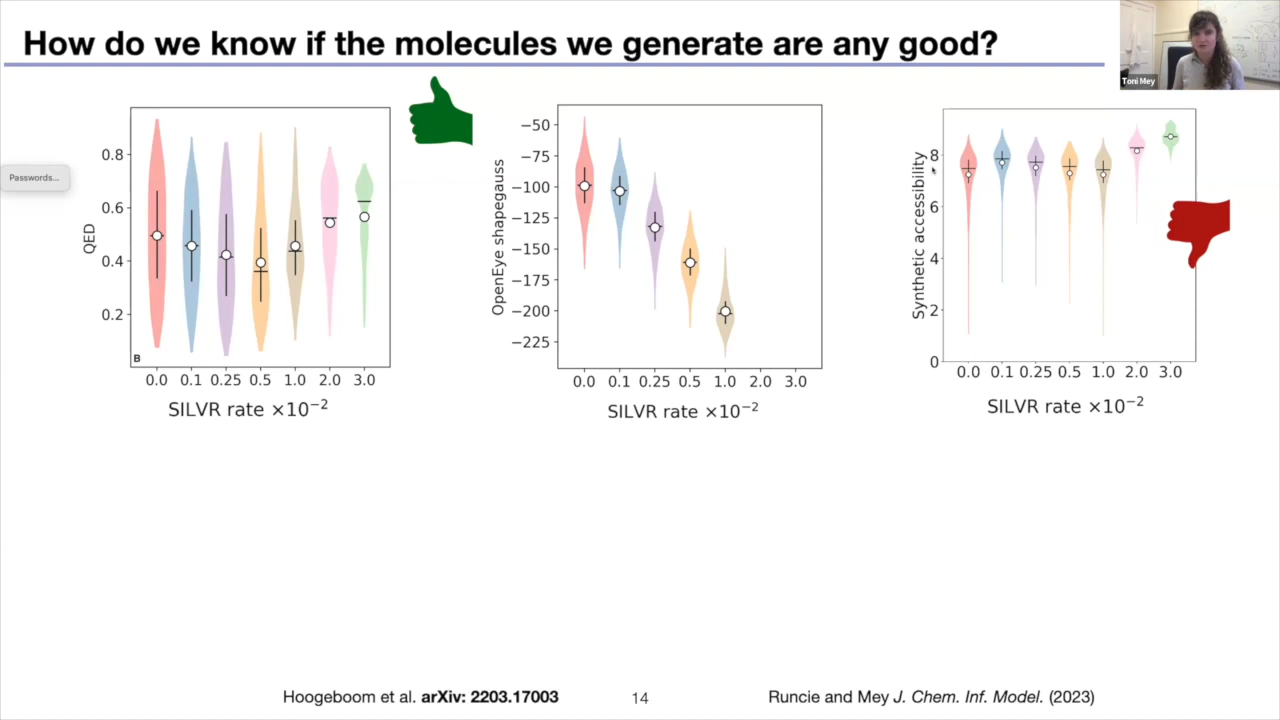 How do we know if the molecules we generate are any good?
Toni Mey
Passwords...
QED
0.8
0.6
0.4
0.2
B
0.0 0.1 0.25 0.5 1.0 2.0 3.0
SILVR rate ×10⁻²
OpenEye shapegauss
−50
−75
−100
−125
−150
−175
−200
−225
0.0 0.1 0.25 0.5 1.0 2.0 3.0
SILVR rate ×10⁻²
Synthetic accessibility
8
6
4
2
0
0.0 0.1 0.25 0.5 1.0 2.0 3.0
SILVR rate ×10⁻²
Hoogeboom et al. arXiv: 2203.17003
14
Runcie and Mey J. Chem. Inf. Model. (2023)